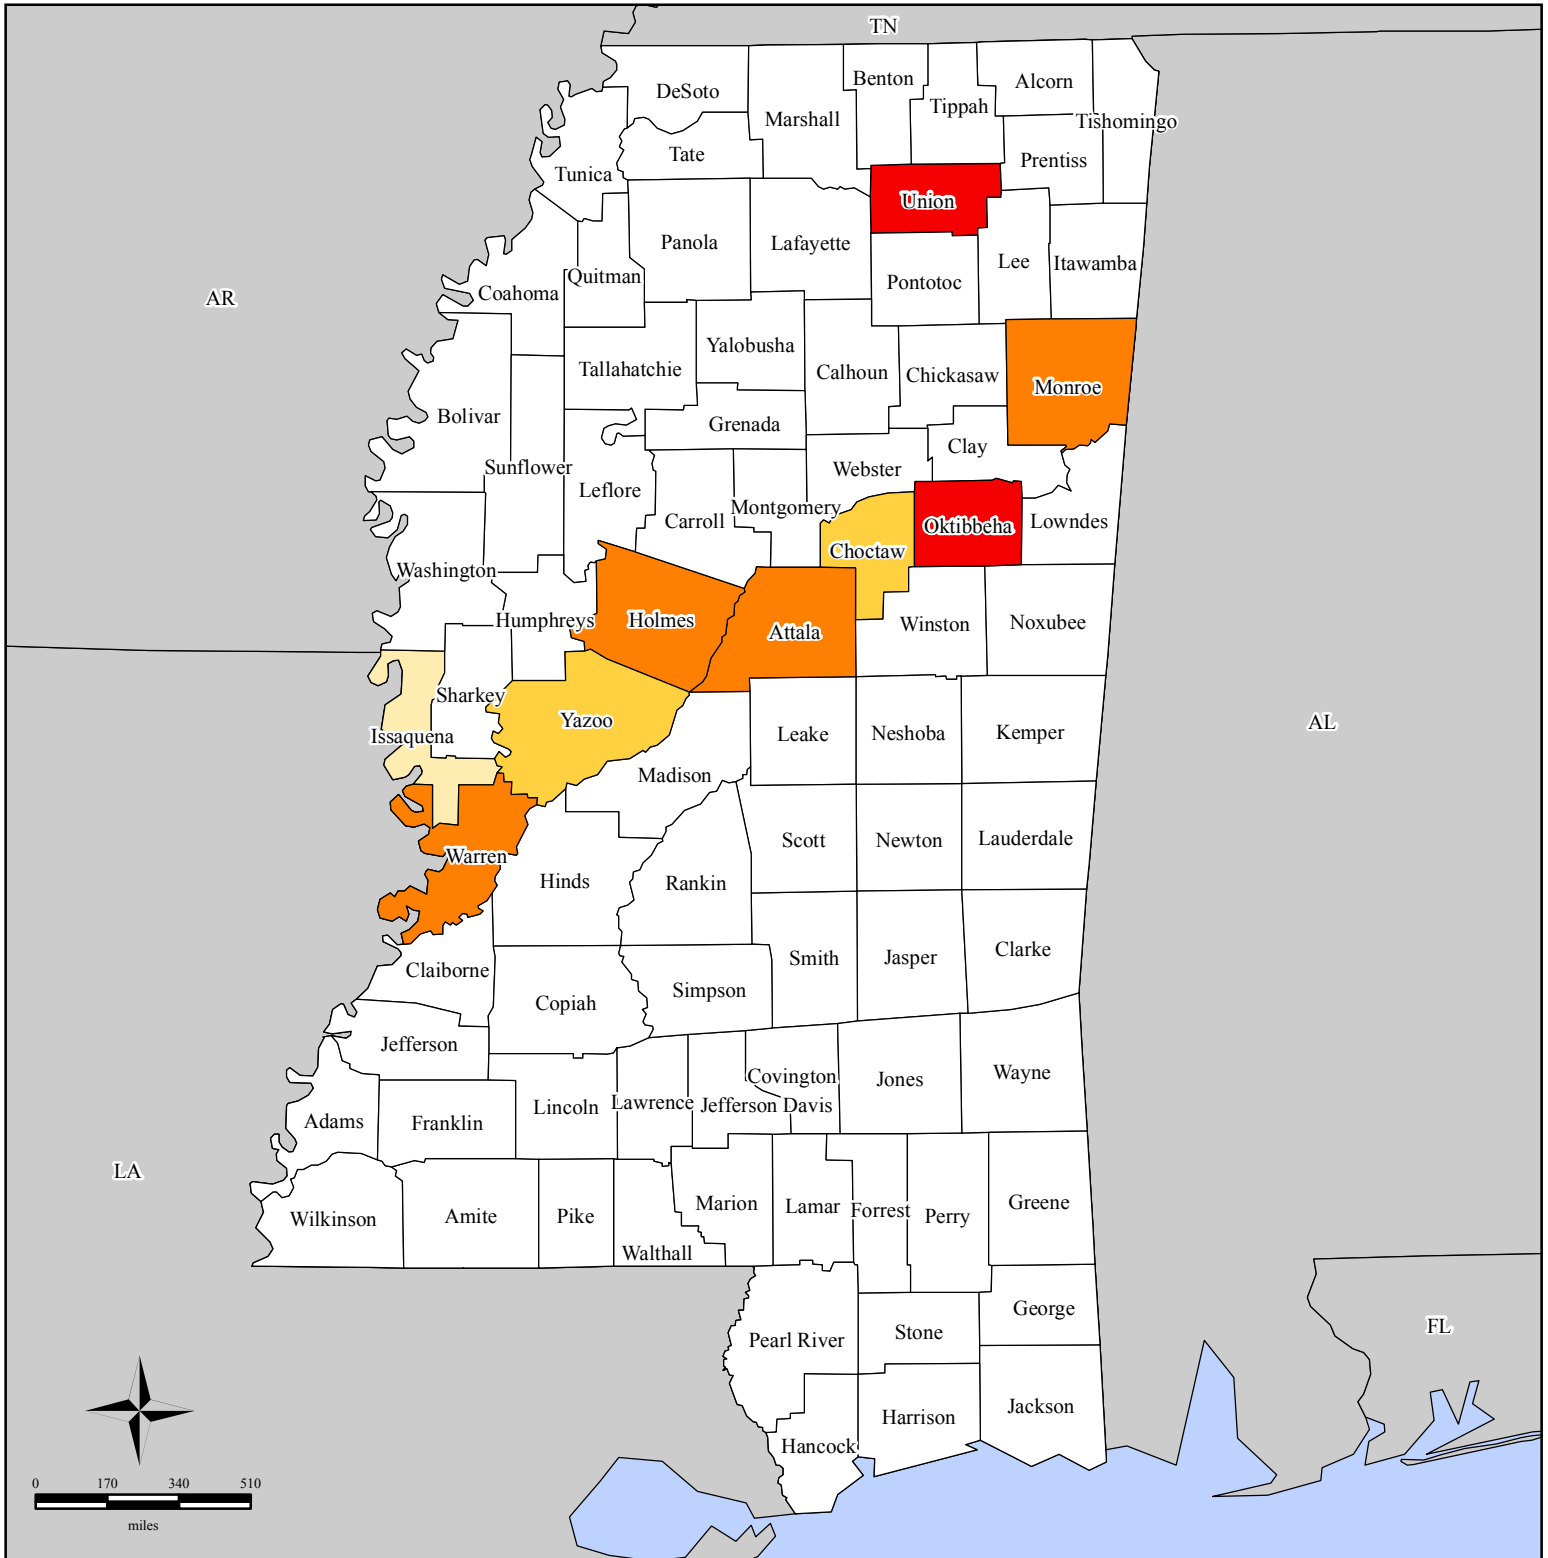 TN
DeSoto
Benton
Alcorn
Marshall
Tippah
Tishomingo
Tate
Prentiss
Tunica
Union
Panola
Lafayette
Lee
Itawamba
Quitman
Pontotoc
Coahoma
AR
Yalobusha
Tallahatchie
Calhoun
Chickasaw
Monroe
Bolivar
Grenada
Clay
Sunflower
Webster
Leflore
Montgomery
Carroll
Lowndes
Oktibbeha
Choctaw
Washington
Humphreys
Holmes
Attala
Winston
Noxubee
Sharkey
Yazoo
Issaquena
Leake
Neshoba
Kemper
AL
Madison
Warren
Scott
Newton
Lauderdale
Hinds
Rankin
Claiborne
Smith
Jasper
Clarke
Copiah
Simpson
Jefferson
Covington
Jones
Wayne
Adams
Franklin
Lincoln
Lawrence
Jefferson Davis
LA
Wilkinson
Amite
Pike
Marion
Lamar
Forrest
Perry
Greene
Walthall
George
Pearl River
Stone
FL
Harrison
Jackson
Hancock
0 170 340 510
miles